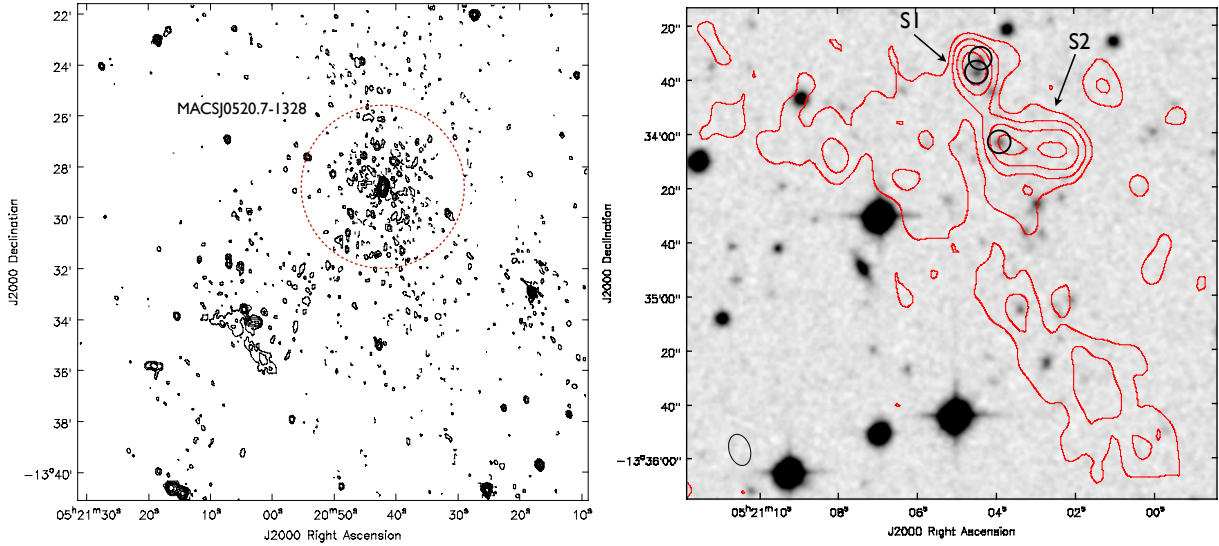 22'
24'
MACSJ0520.7-1328
26'
28'
30'
32'
34'
36'
38'
-13°40'
J2000 Declination
05ʰ21ᵐ30ˢ
20ˢ
10ˢ
00ˢ
20ᵐ50ˢ
40ˢ
30ˢ
20ˢ
10ˢ
J2000 Right Ascension
S1
S2
20"
40"
34'00"
20"
40"
35'00"
20"
40"
-13°36'00"
J2000 Declination
05ʰ21ᵐ10ˢ
08ˢ
06ˢ
04ˢ
02ˢ
00ˢ
J2000 Right Ascension